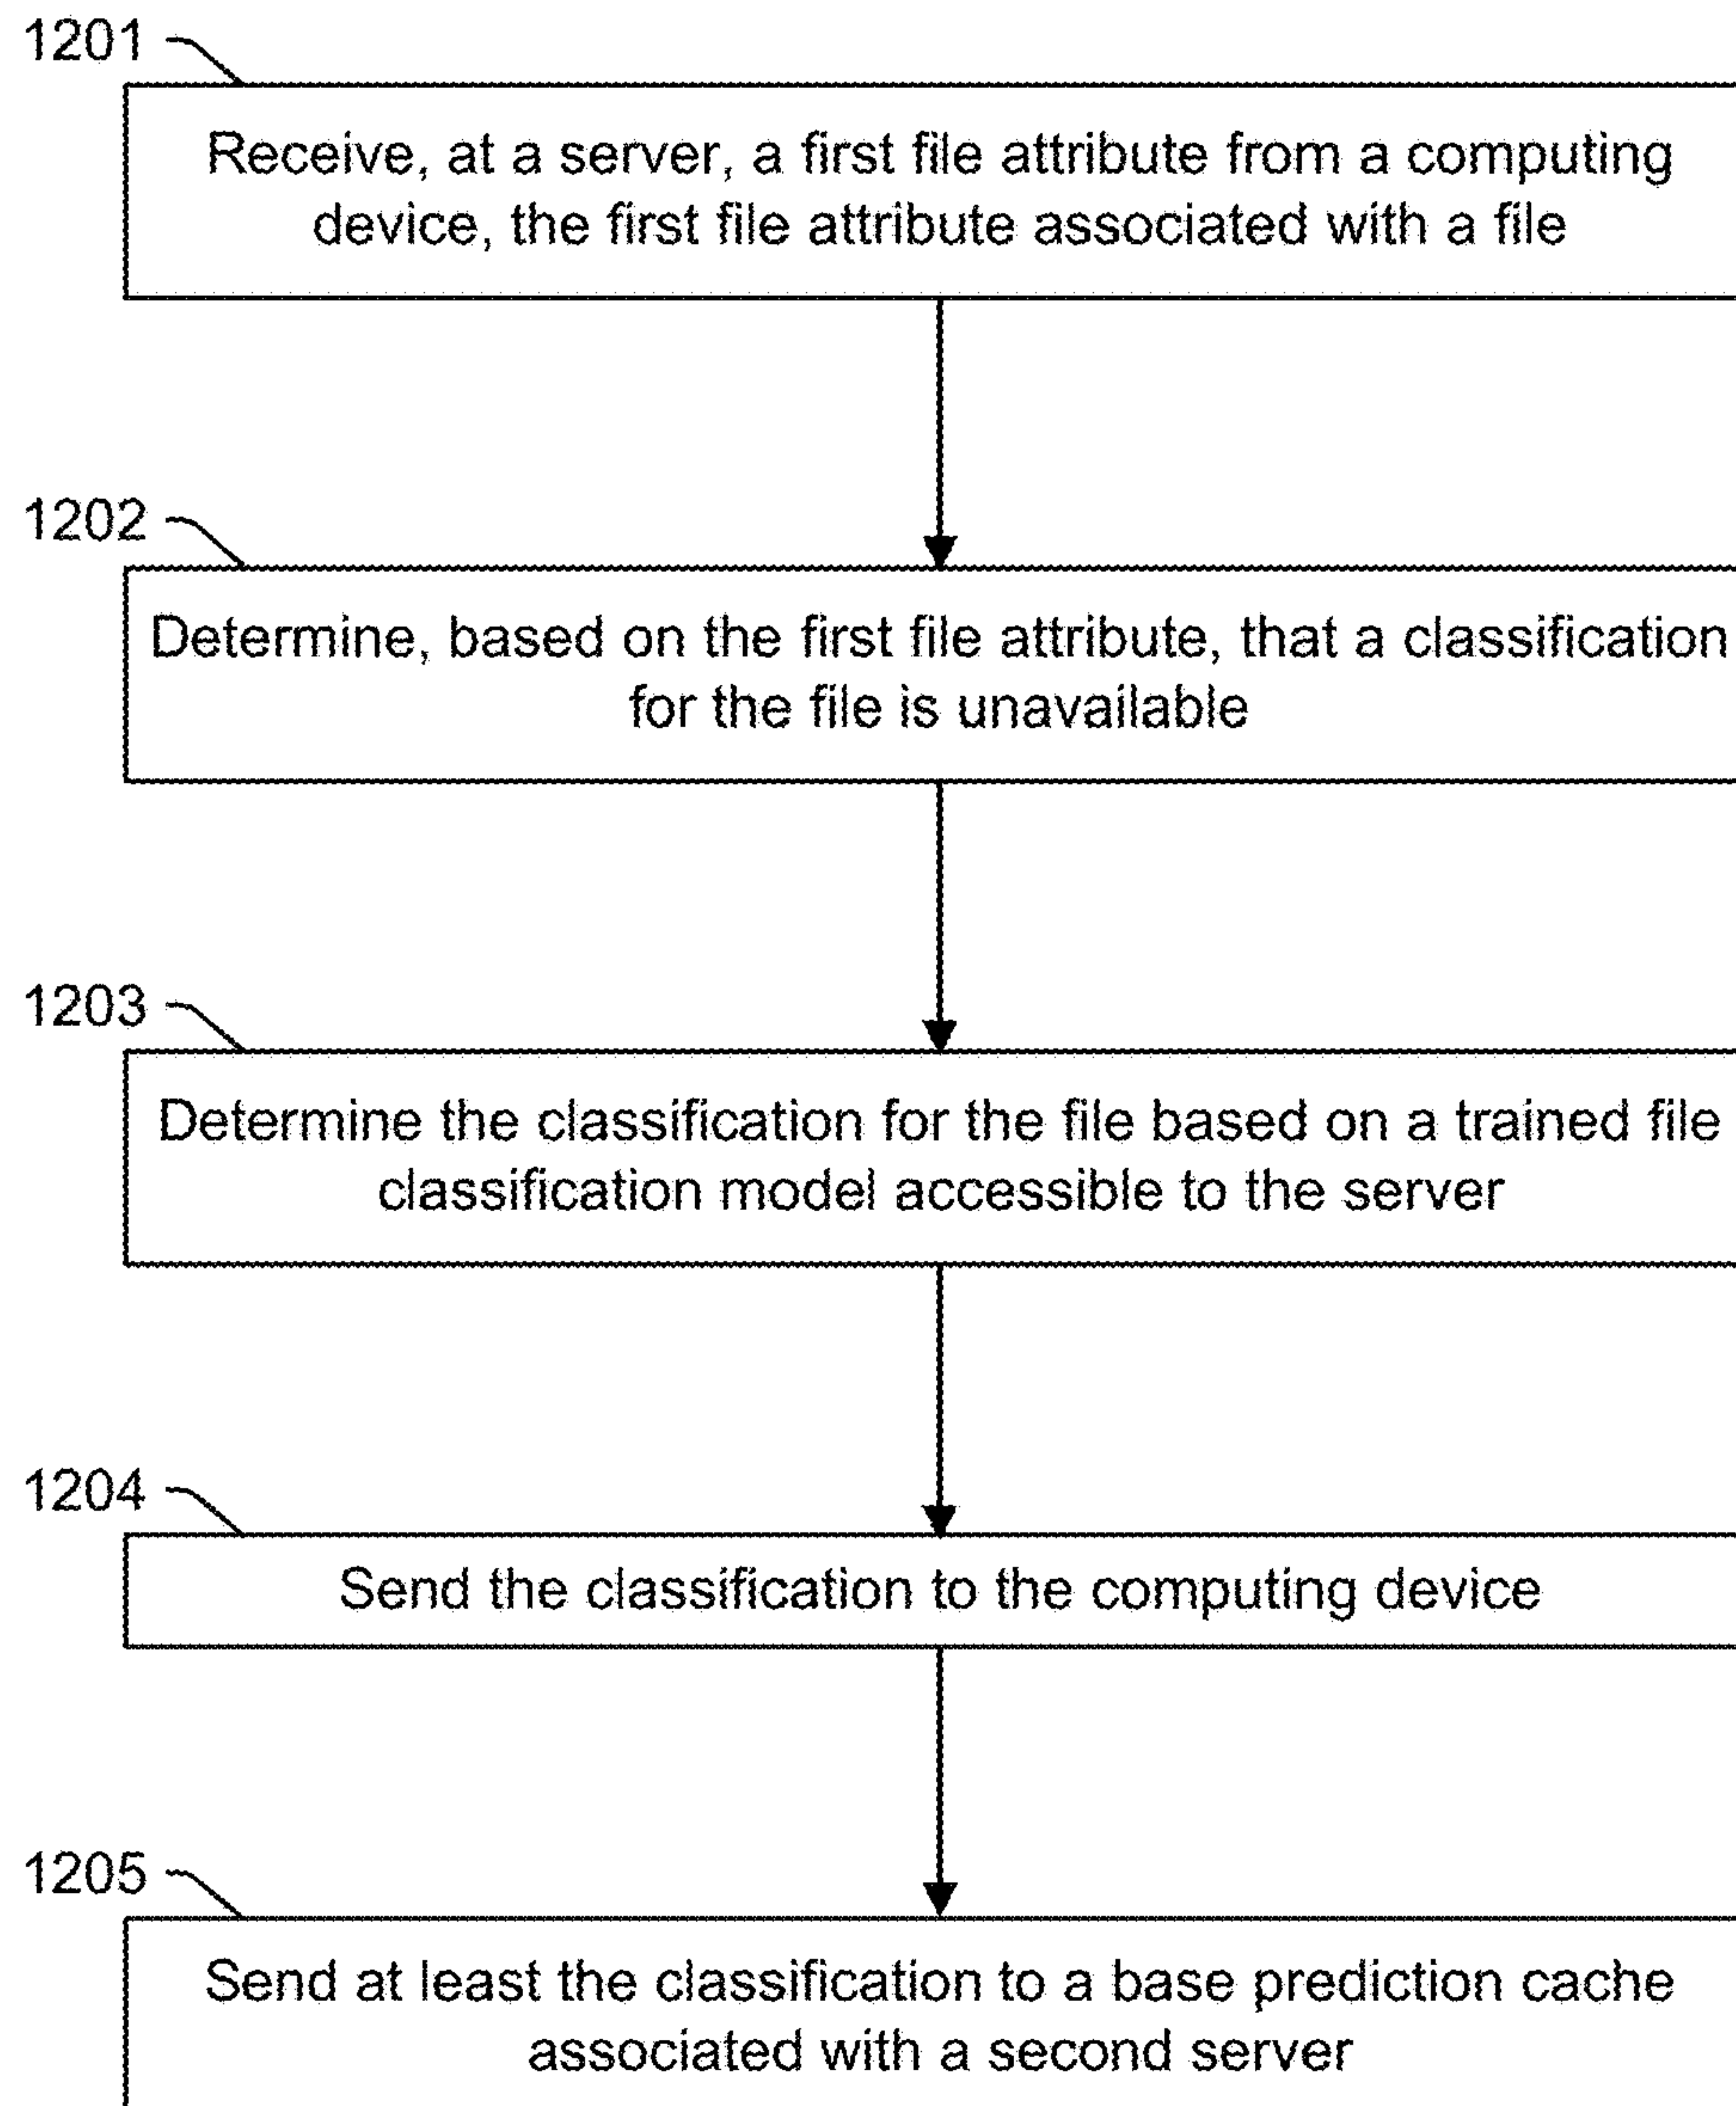 1201
Receive, at a server, a first file attribute from a computing
device, the first file attribute associated with a file
1202
Determine, based on the first file attribute, that a classification
for the file is unavailable
1203
Determine the classification for the file based on a trained file
classification model accessible to the server
1204
Send the classification to the computing device
1205
Send at least the classification to a base prediction cache
associated with a second server